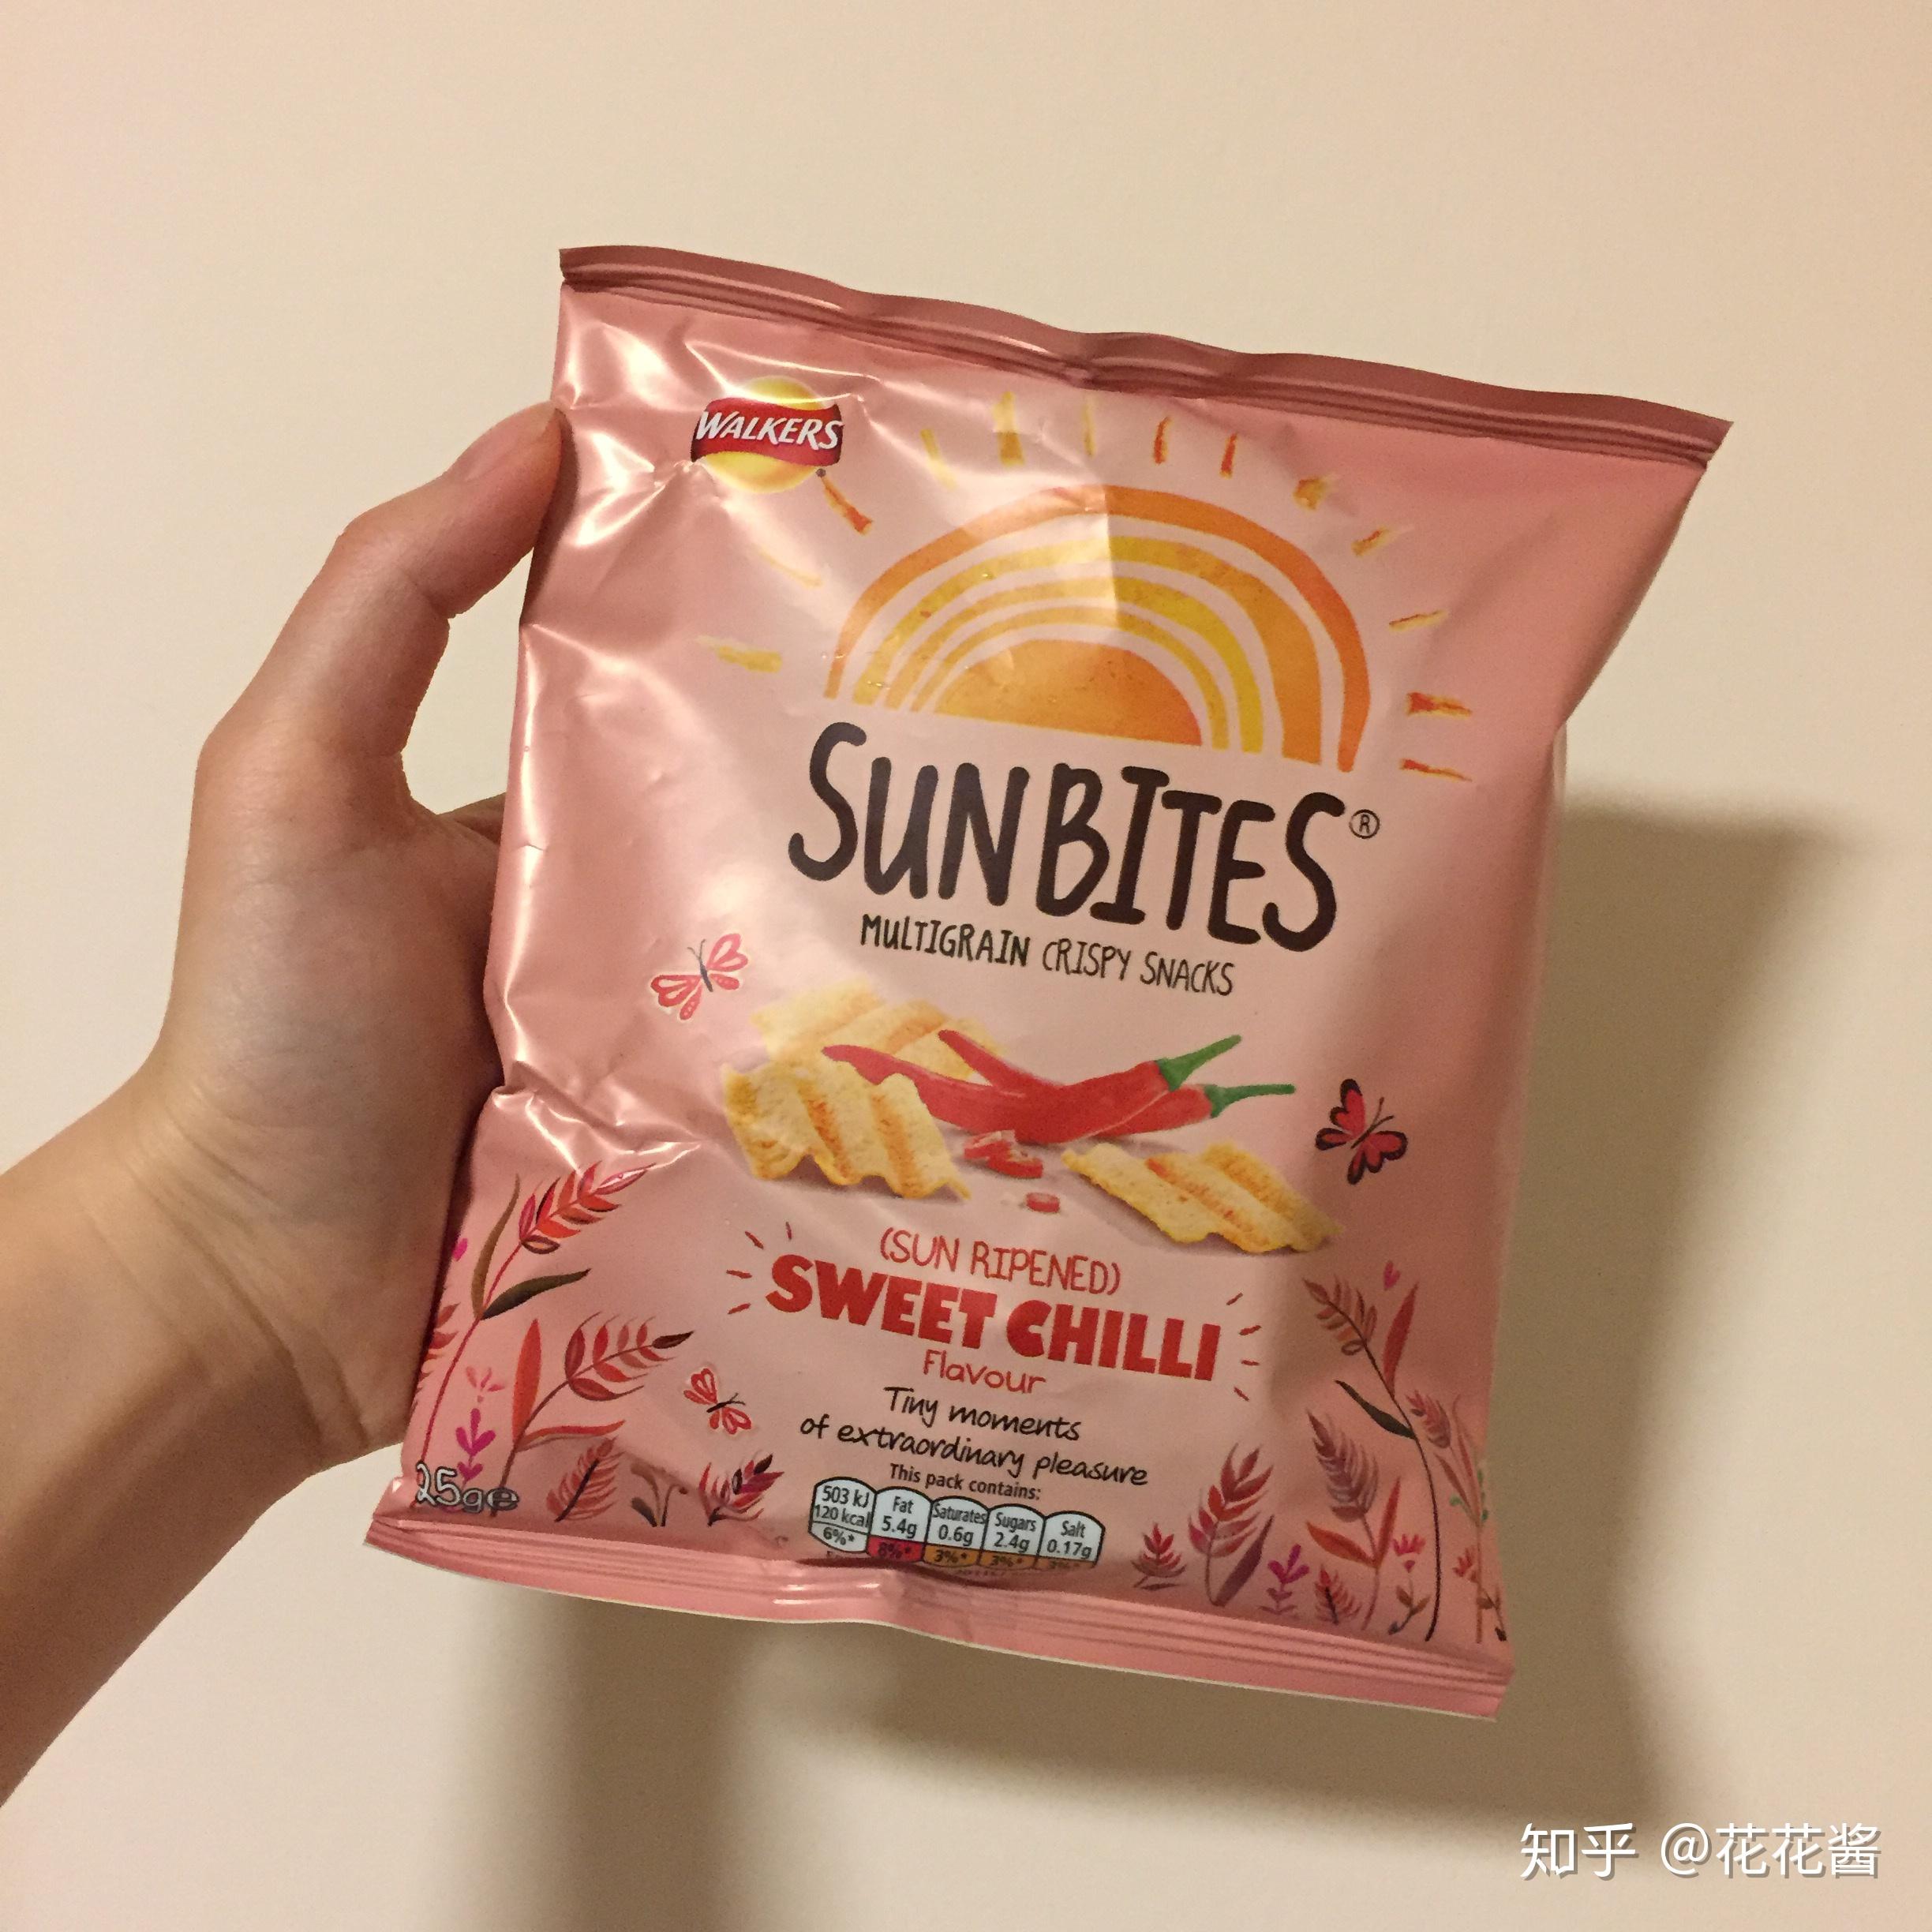 WALKERS
SUNBITES®
MULTIGRAIN CRISPY SNACKS
(SUN RIPENED)
SWEET CHILLI
Flavour
Tiny moments
of extraordinary pleasure
This pack contains:
503 kJ
120 kcal
6%*
Fat
5.4g
8%*
Saturates
0.6g
3%*
Sugars
2.4g
3%*
Salt
0.17g
25g℮
知乎 @花花酱